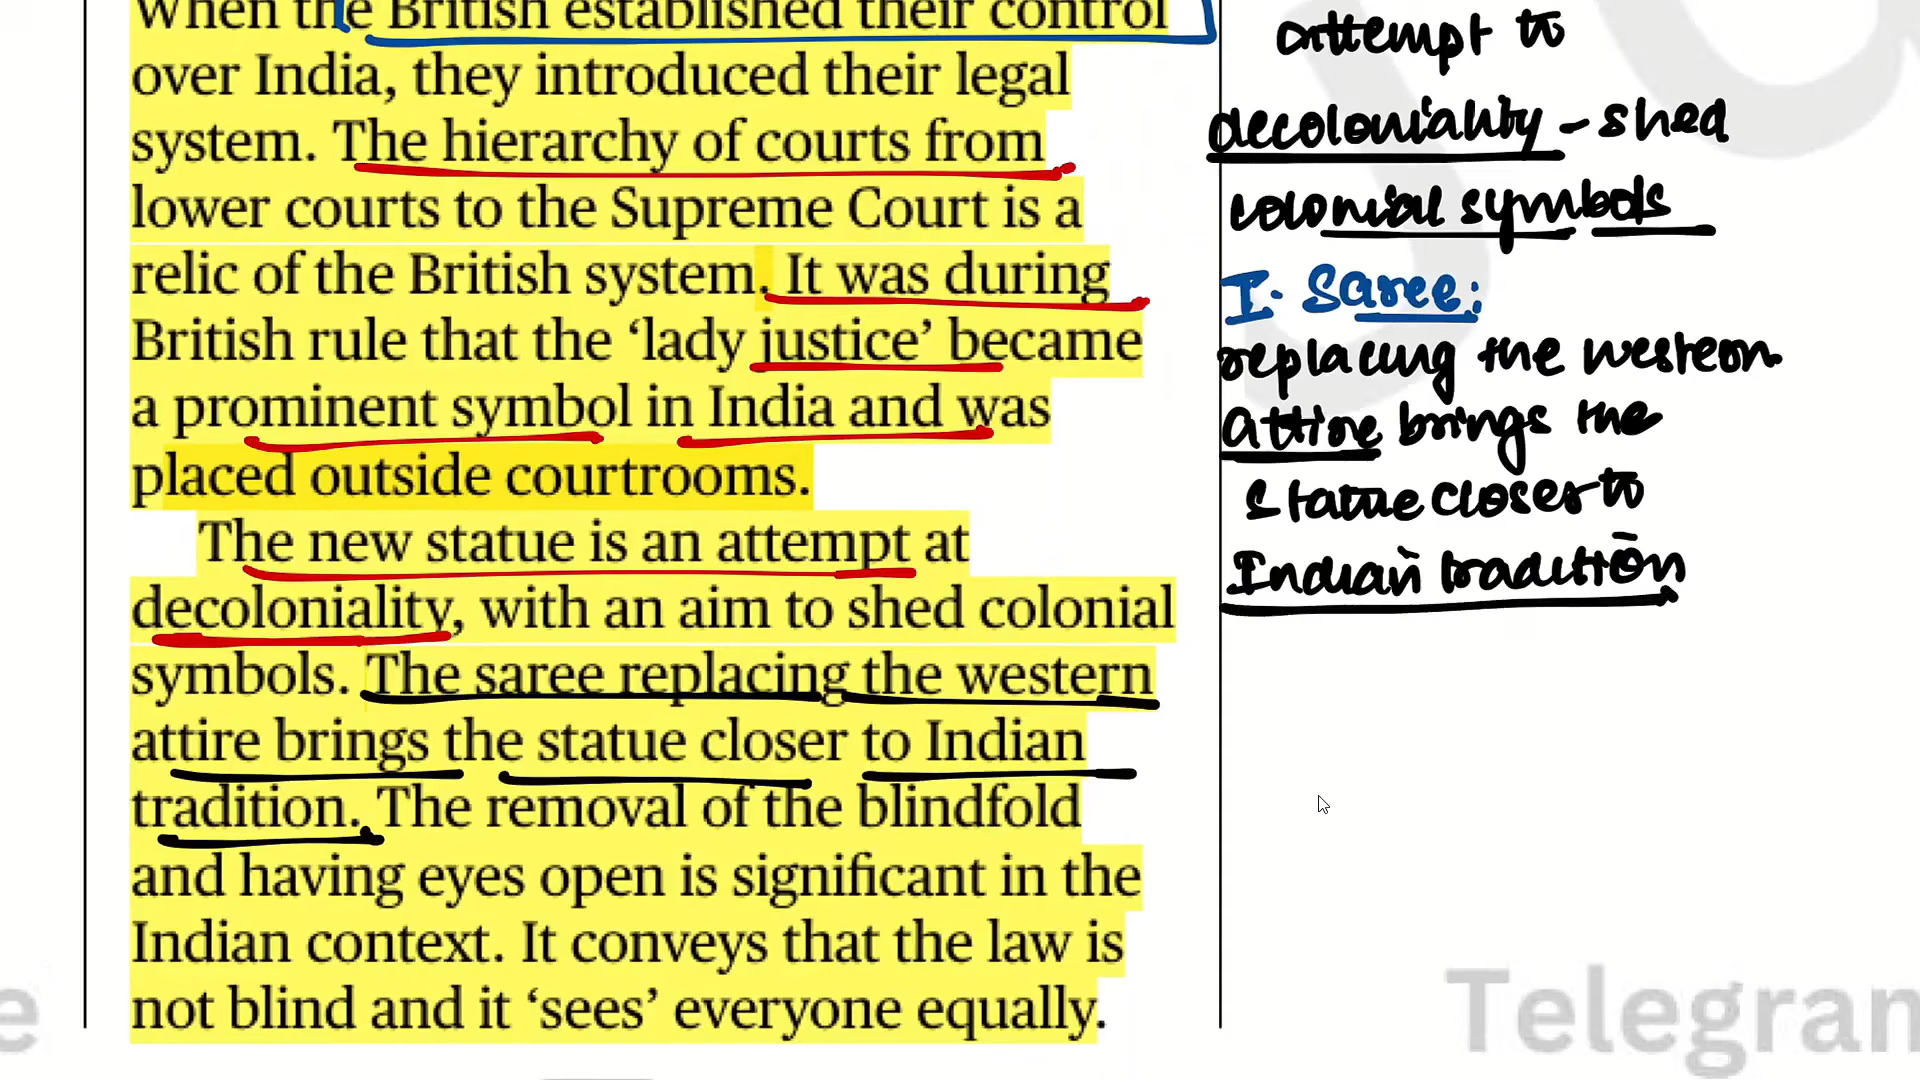 When the British established their control
over India, they introduced their legal
system. The hierarchy of courts from
lower courts to the Supreme Court is a
relic of the British system. It was during
British rule that the ‘lady justice’ became
a prominent symbol in India and was
placed outside courtrooms.
The new statue is an attempt at
decoloniality, with an aim to shed colonial
symbols. The saree replacing the western
attire brings the statue closer to Indian
tradition. The removal of the blindfold
and having eyes open is significant in the
Indian context. It conveys that the law is
not blind and it ‘sees’ everyone equally.
attempt to
decoloniality - shed
colonial symbols
I. Saree:
replacing the western
attire brings the
statue closer to
Indian tradition
e
Telegram